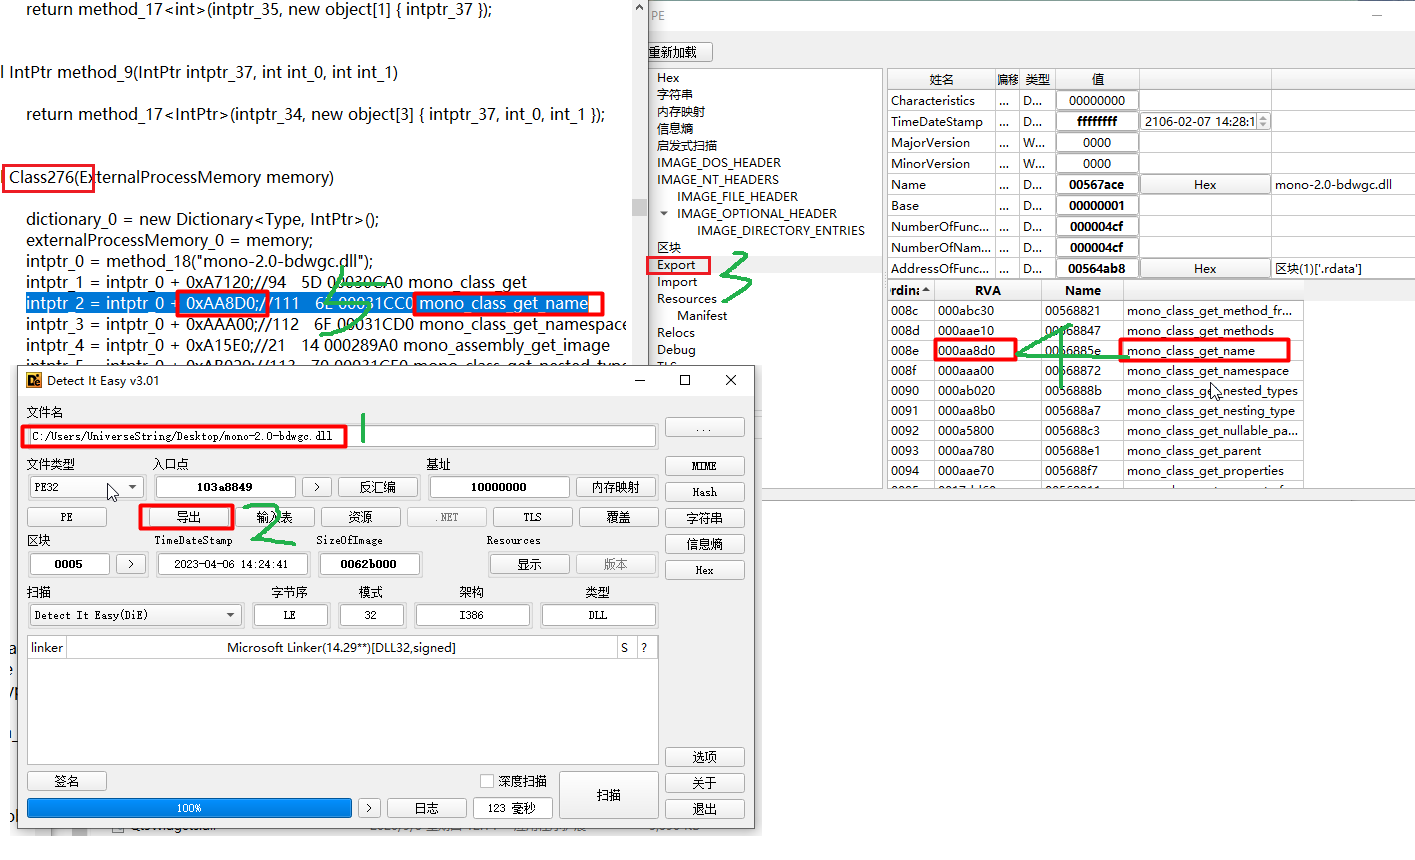 return method_17<int>(intptr_35, new object[1] { intptr_37 });
l IntPtr method_9(IntPtr intptr_37, int int_0, int int_1)
return method_17<IntPtr>(intptr_34, new object[3] { intptr_37, int_0, int_1 });
Class276(ExternalProcessMemory memory)
dictionary_0 = new Dictionary<Type, IntPtr>();
externalProcessMemory_0 = memory;
intptr_0 = method_18("mono-2.0-bdwgc.dll");
intptr_1 = intptr_0 + 0xA7120;//94 5D 00030CA0 mono_class_get
intptr_2 = intptr_0 + 0xAA8D0;//111 6E 00031CC0 mono_class_get_name
intptr_3 = intptr_0 + 0xAAA00;//112 6F 00031CD0 mono_class_get_namespace
intptr_4 = intptr_0 + 0xA15E0;//21 14 000289A0 mono_assembly_get_image
5
PE
重新加载
Hex
字符串
内存映射
信息熵
启发式扫描
IMAGE_DOS_HEADER
IMAGE_NT_HEADERS
IMAGE_FILE_HEADER
IMAGE_OPTIONAL_HEADER
IMAGE_DIRECTORY_ENTRIES
区块
Export
Import
Resources
Manifest
Relocs
Debug
TLS
3
姓名 偏移 类型 值
Characteristics ... D... 00000000
TimeDateStamp ... D... ffffffff 2106-02-07 14:28:1
MajorVersion ... W... 0000
MinorVersion ... W... 0000
Name ... D... 00567ace Hex mono-2.0-bdwgc.dll
Base ... D... 00000001
NumberOfFunc... ... D... 000004cf
NumberOfNam... ... D... 000004cf
AddressOfFunc... ... D... 00564ab8 Hex 区块(1)['.rdata']
rdina: RVA Name
008c 000abc30 00568821 mono_class_get_method_fr...
008d 000aae10 00568847 mono_class_get_methods
008e 000aa8d0 0056885e mono_class_get_name
008f 000aaa00 00568872 mono_class_get_namespace
0090 000ab020 0056888b mono_class_get_nested_types
0091 000aa8b0 005688a7 mono_class_get_nesting_type
0092 000a5800 005688c3 mono_class_get_nullable_pa...
0093 000aa780 005688e1 mono_class_get_parent
0094 000aae70 005688f7 mono_class_get_properties
4
Detect It Easy v3.01
文件名
C:/Users/UniverseString/Desktop/mono-2.0-bdwgc.dll
1
...
文件类型 入口点 基址
PE32 103a8849 > 反汇编 10000000 内存映射
MIME
Hash
PE 导出 输入表 资源 .NET TLS 覆盖
2
字符串
区块 TimeDateStamp SizeOfImage Resources
信息熵
0005 > 2023-04-06 14:24:41 0062b000 显示 版本
Hex
扫描 字节序 模式 架构 类型
Detect It Easy(DiE) LE 32 I386 DLL
linker Microsoft Linker(14.29**)[DLL32,signed] S ?
选项
签名 深度扫描 扫描
关于
100% > 日志 123 毫秒
退出